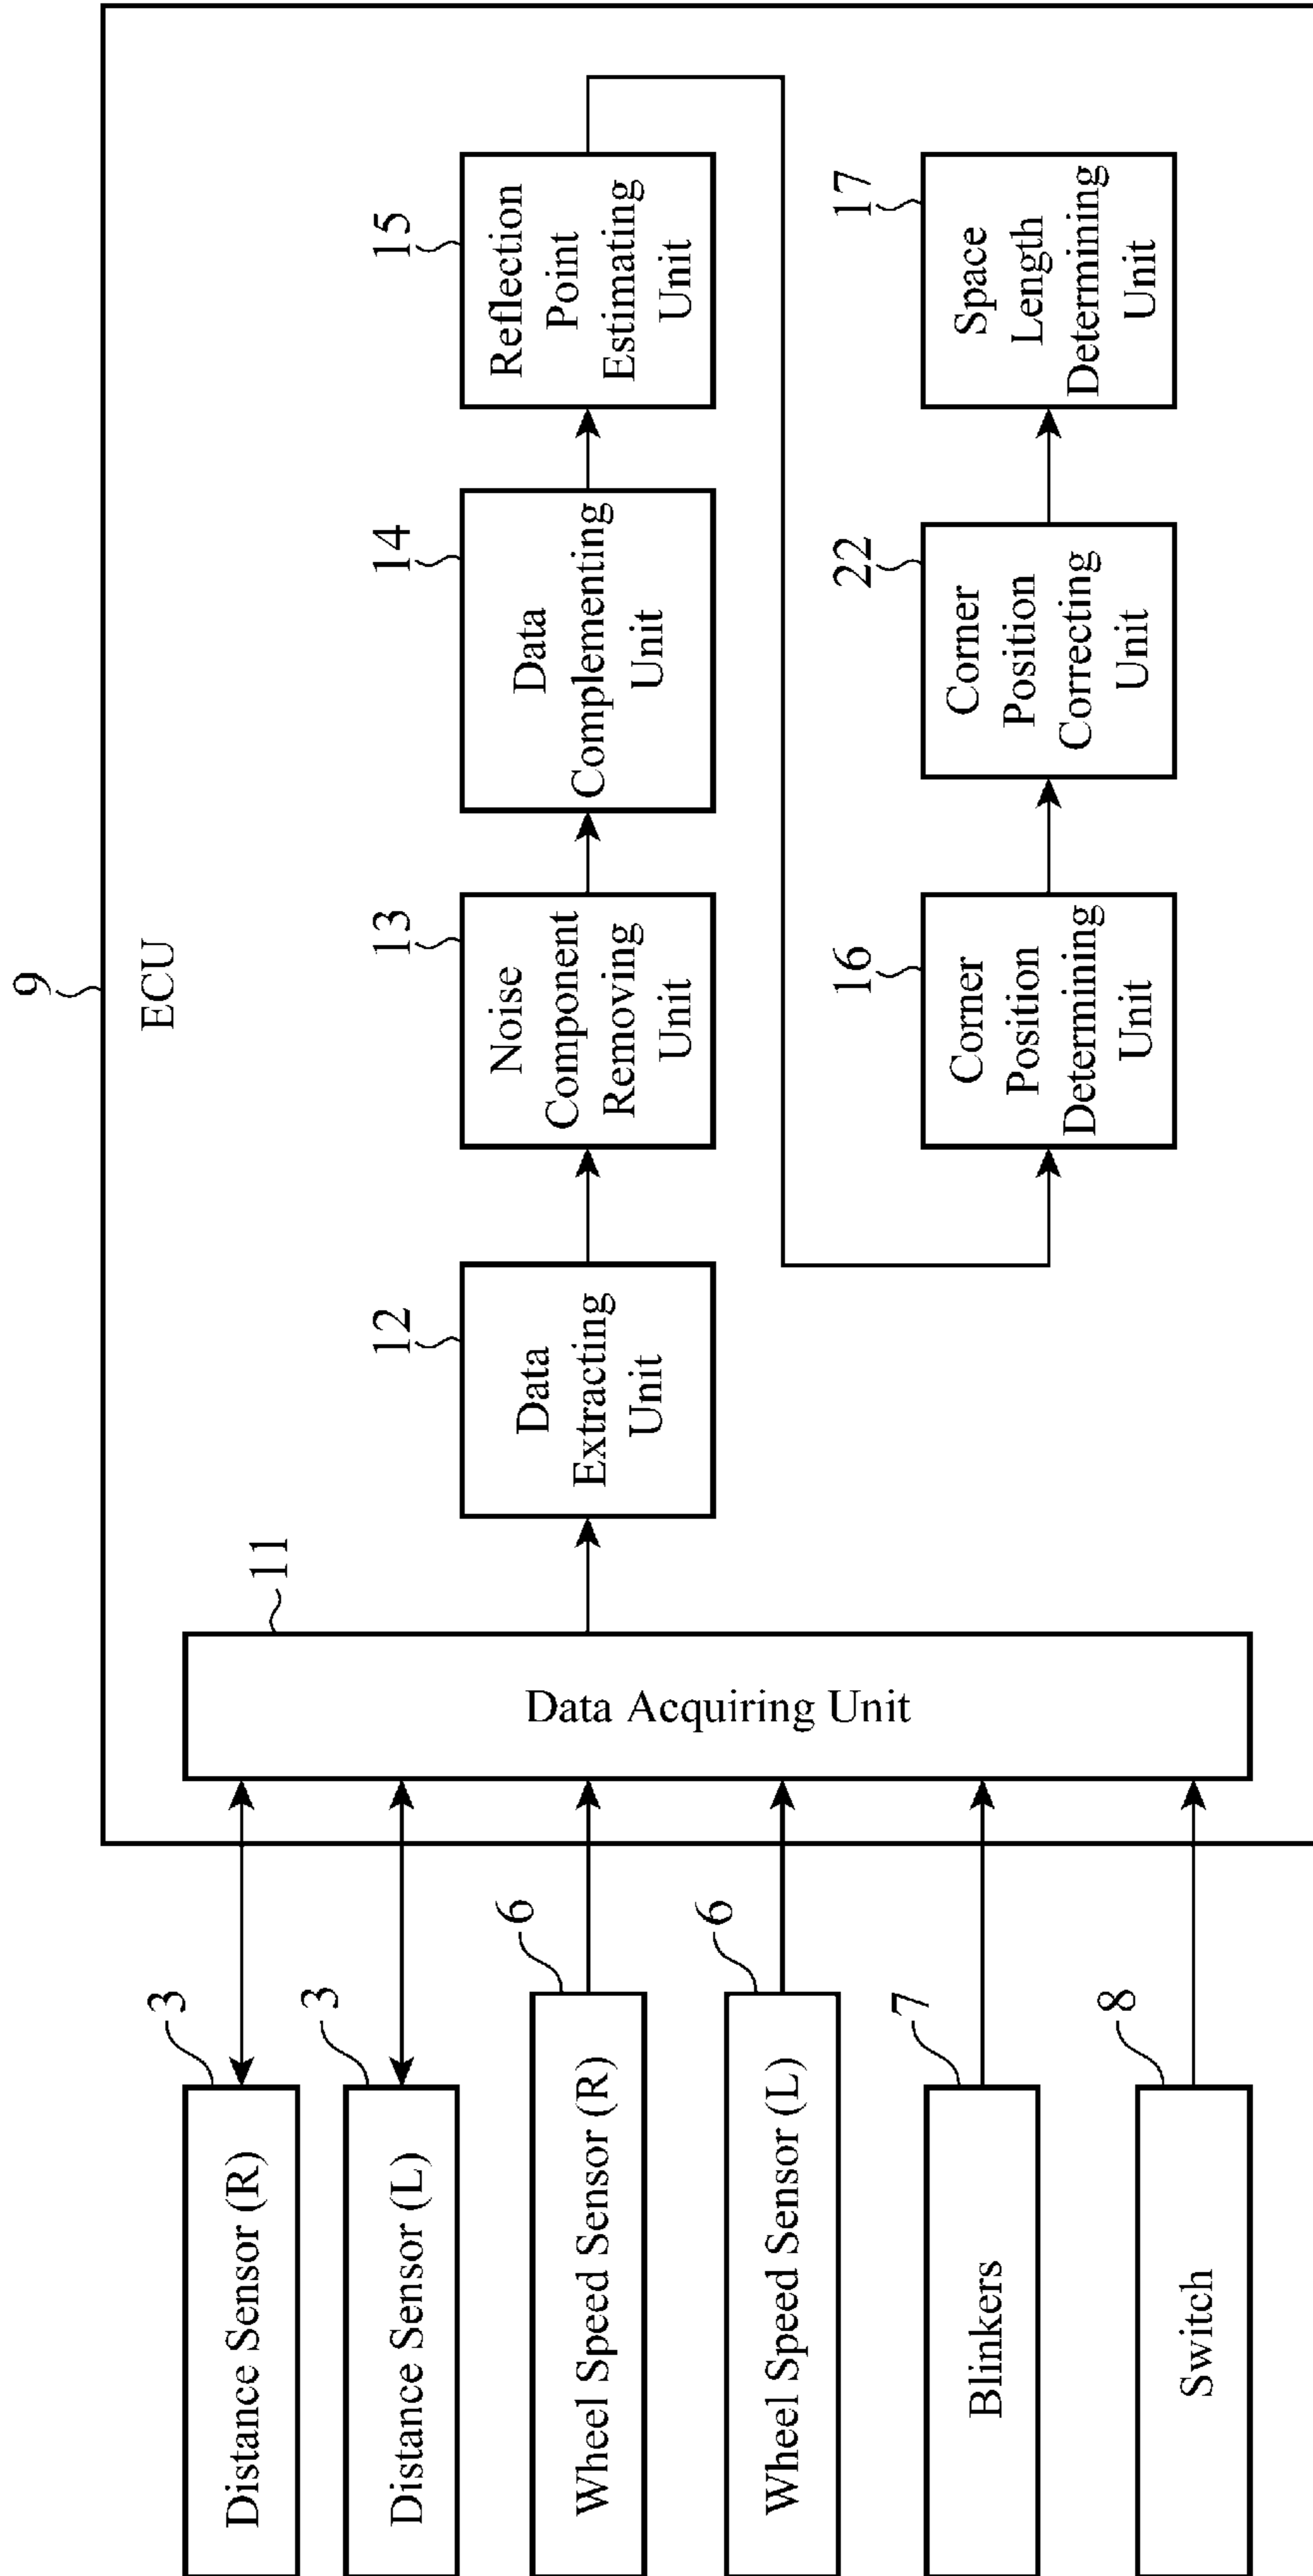 9
ECU
3
Distance Sensor (R)
3
Distance Sensor (L)
6
Wheel Speed Sensor (R)
6
Wheel Speed Sensor (L)
7
Blinkers
8
Switch
11
Data Acquiring Unit
12
Data
Extracting
Unit
13
Noise
Component
Removing
Unit
14
Data
Complementing
Unit
15
Reflection
Point
Estimating
Unit
16
Corner
Position
Determining
Unit
22
Corner
Position
Correcting
Unit
17
Space
Length
Determining
Unit